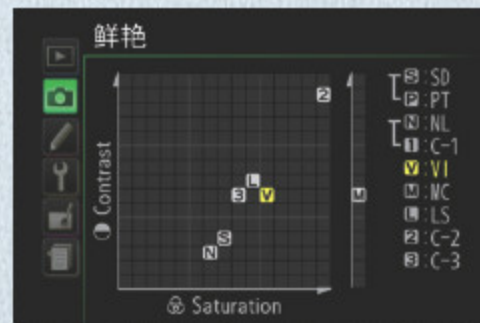 鲜艳
2
L
3 V M
S
N
Contrast
Saturation
S:SD
P:PT
N:NL
1:C-1
V:VI
M:MC
L:LS
2:C-2
3:C-3